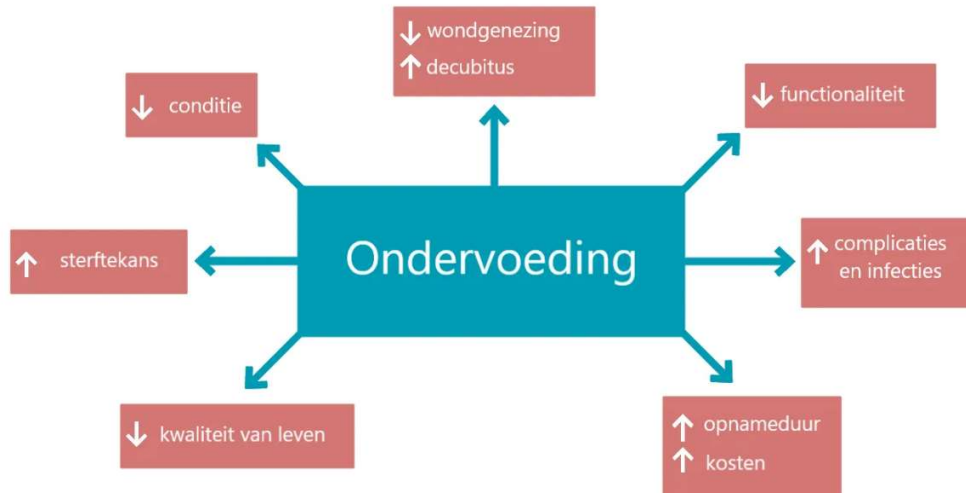 ↓ wondgenezing
↑ decubitus
↓ conditie
↓ functionaliteit
↑ sterftekans
Ondervoeding
↑ complicaties
en infecties
↓ kwaliteit van leven
↑ opnameduur
↑ kosten